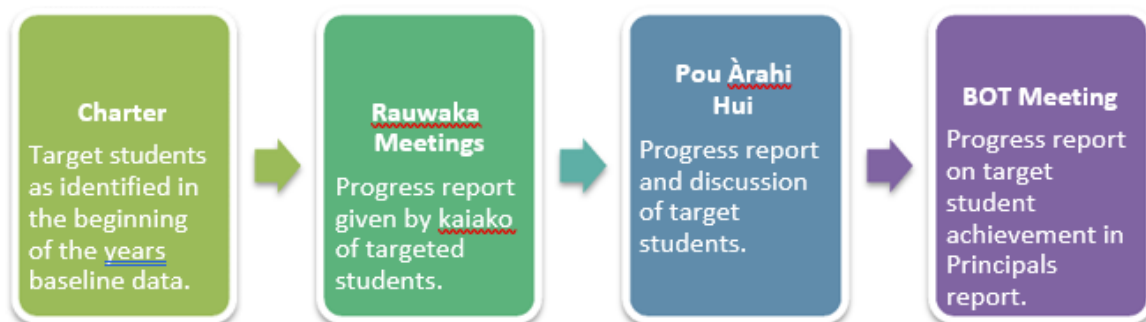 Charter
Target students
as identified in
the beginning
of the years
baseline data.
Rauwaka
Meetings
Progress report
given by kaiako
of targeted
students.
Pou Àrahi
Hui
Progress report
and discussion
of target
students.
BOT Meeting
Progress report
on target
student
achievement in
Principals
report.